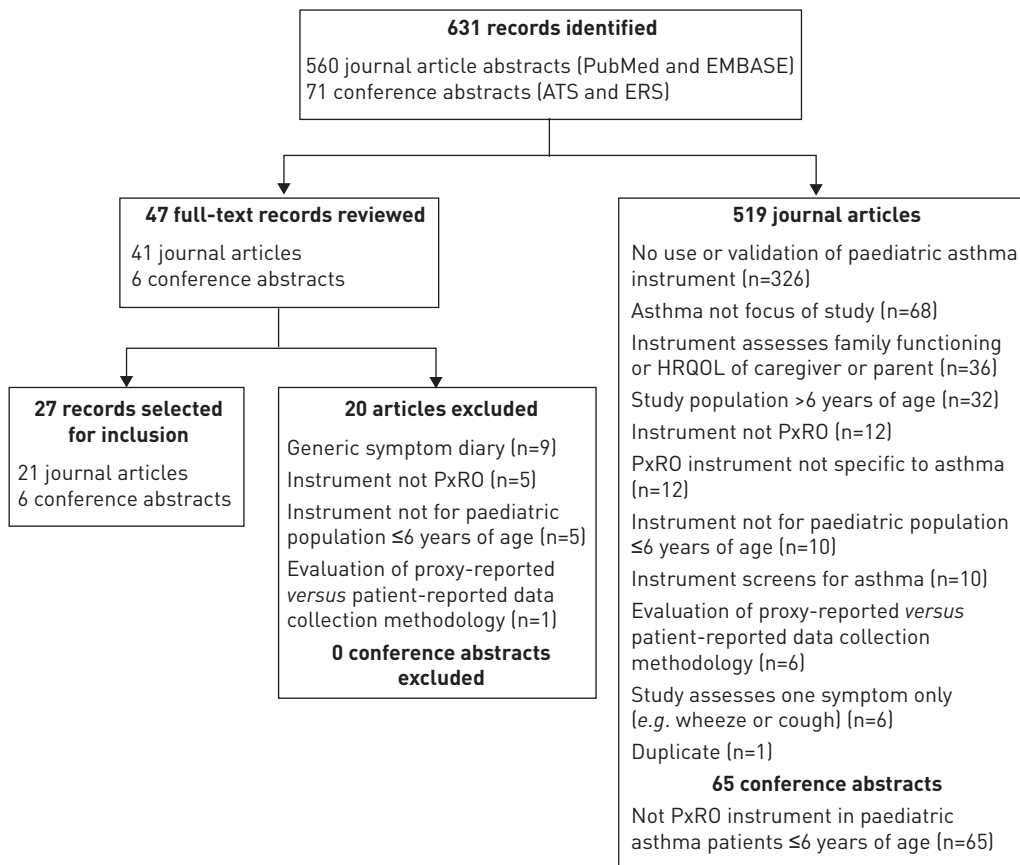 631 records identified
560 journal article abstracts (PubMed and EMBASE)
71 conference abstracts (ATS and ERS)
47 full-text records reviewed
41 journal articles
6 conference abstracts
27 records selected
for inclusion
21 journal articles
6 conference abstracts
20 articles excluded
Generic symptom diary (n=9)
Instrument not PxRO (n=5)
Instrument not for paediatric
population ≤6 years of age (n=5)
Evaluation of proxy-reported
versus patient-reported data
collection methodology (n=1)
0 conference abstracts
excluded
519 journal articles
No use or validation of paediatric asthma
instrument (n=326)
Asthma not focus of study (n=68)
Instrument assesses family functioning
or HRQOL of caregiver or parent (n=36)
Study population >6 years of age (n=32)
Instrument not PxRO (n=12)
PxRO instrument not specific to asthma
(n=12)
Instrument not for paediatric population
≤6 years of age (n=10)
Instrument screens for asthma (n=10)
Evaluation of proxy-reported versus
patient-reported data collection
methodology (n=6)
Study assesses one symptom only
(e.g. wheeze or cough) (n=6)
Duplicate (n=1)
65 conference abstracts
Not PxRO instrument in paediatric
asthma patients ≤6 years of age (n=65)